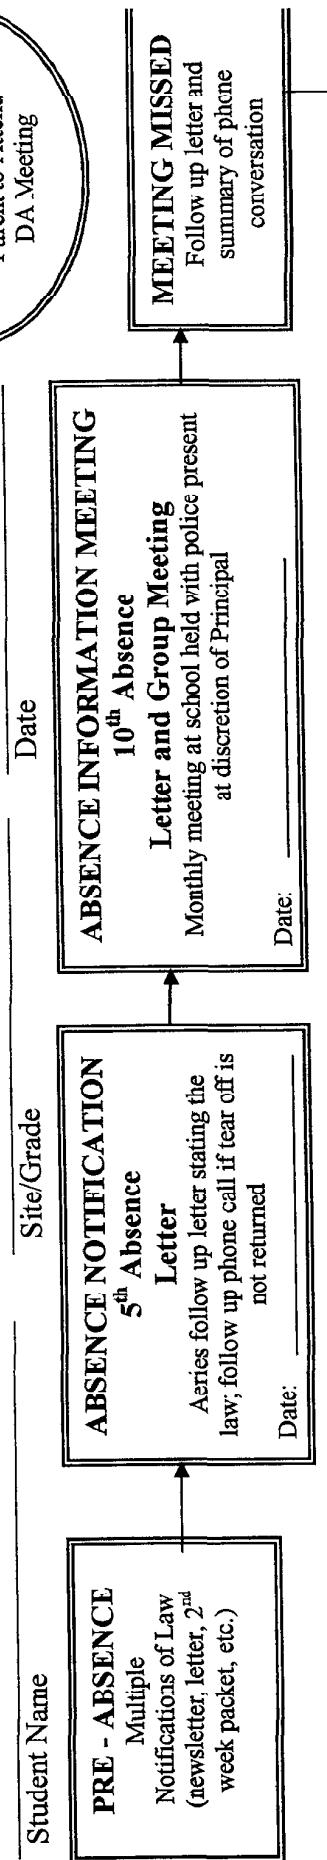 DA Meeting
Student Name
Site/Grade
Date
PRE - ABSENCE
Multiple
Notifications of Law
(newsletter, letter, 2nd
week packet, etc.)
ABSENCE NOTIFICATION
5th Absence
Letter
Aeries follow up letter stating the
law; follow up phone call if tear off is
not returned
Date:
ABSENCE INFORMATION MEETING
10th Absence
Letter and Group Meeting
Monthly meeting at school held with police present
at discretion of Principal
Date:
MEETING MISSED
Follow up letter and
summary of phone
conversation